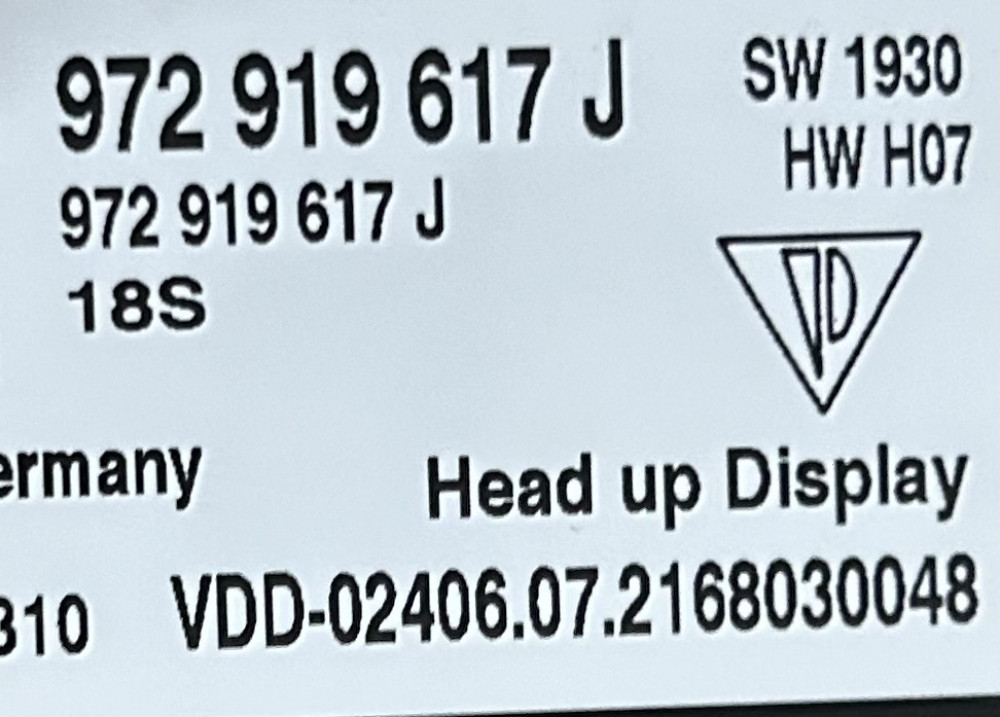 972 919 617 J
SW 1930
972 919 617 J
HW H07
18S
ermany
Head up Display
310 VDD-02406.07.2168030048